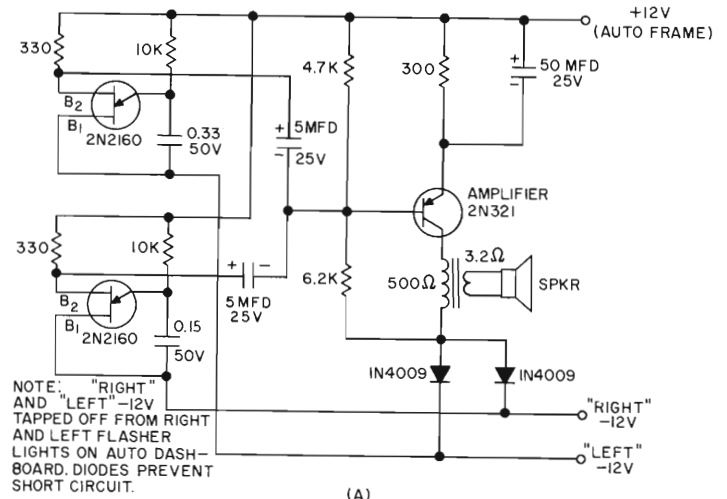 +12V
(AUTO FRAME)
330
10K
4.7K
300
+
50 MFD
-
25V
B2
B1
2N2160
0.33
50V
+
5MFD
-
25V
AMPLIFIER
2N321
330
10K
+ -
5MFD
25V
6.2K
500Ω
3.2Ω
SPKR
B2
B1
2N2160
0.15
50V
1N4009
1N4009
NOTE: "RIGHT"
AND "LEFT"-12V
TAPPED OFF FROM RIGHT
AND LEFT FLASHER
LIGHTS ON AUTO DASH-
BOARD. DIODES PREVENT
SHORT CIRCUIT.
"RIGHT"
-12V
"LEFT"
-12V
(A)